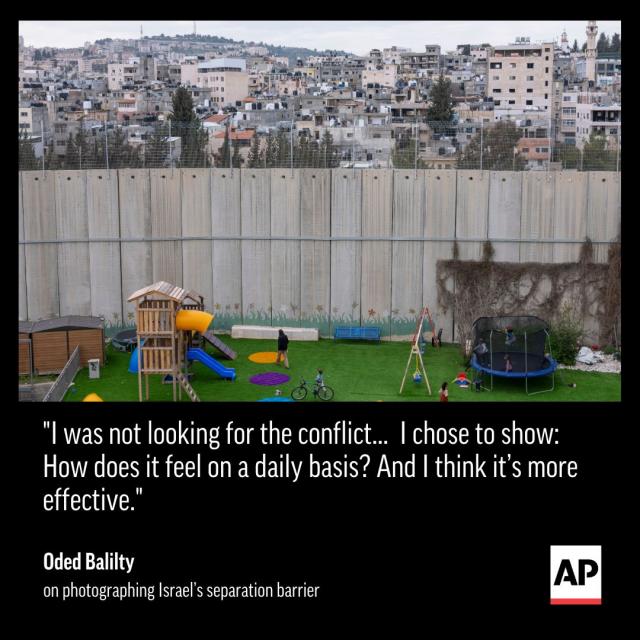 "I was not looking for the conflict... I chose to show:
How does it feel on a daily basis? And I think it's more
effective."
Oded Balilty
on photographing Israel's separation barrier
AP